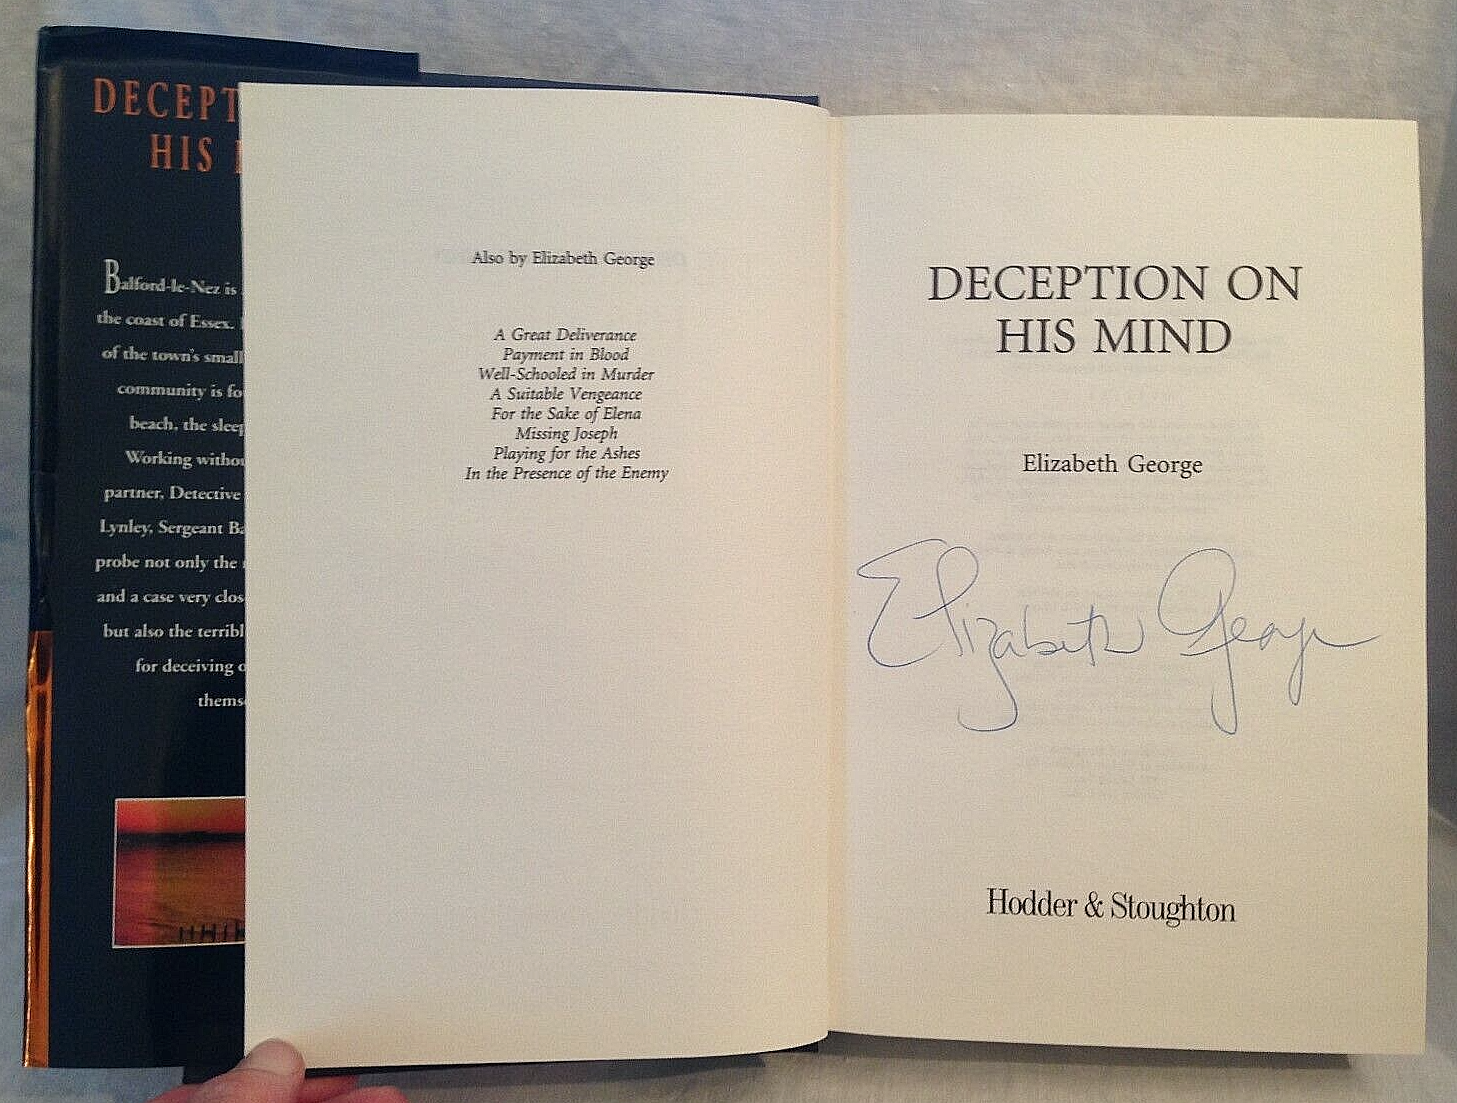 DECEPT
HIS
Balford-le-Nez is
the coast of Essex.
of the town's small
community is fo
beach, the sleep
Working withou
partner, Detective
Lynley, Sergeant Ba
probe not only the
and a case very clos
but also the terribl
for deceiving o
thems
Also by Elizabeth George
A Great Deliverance
Payment in Blood
Well-Schooled in Murder
A Suitable Vengeance
For the Sake of Elena
Missing Joseph
Playing for the Ashes
In the Presence of the Enemy
DECEPTION ON
HIS MIND
Elizabeth George
Elizabeth George
Hodder & Stoughton